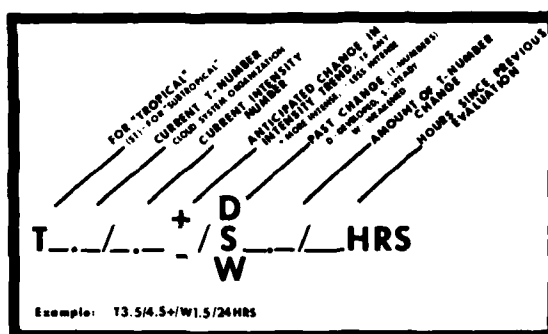 FOR "TROPICAL"
(ST)-FOR "SUBTROPICAL"
CURRENT T-NUMBER
CLOUD SYSTEM ORGANIZATION
CURRENT INTENSITY
NUMBER
ANTICIPATED CHANGE IN
INTENSITY TREND, IF ANY
+ MORE INTENSE, - LESS INTENSE
PAST CHANGE (T-NUMBERS)
D - DEVELOPED, S - STEADY
W - WEAKENED
AMOUNT OF T-NUMBER
CHANGE
HOURS SINCE PREVIOUS
EVALUATION
T_._/_._ + - / D S W _._/__HRS
Example: T3.5/4.5+/W1.5/24HRS